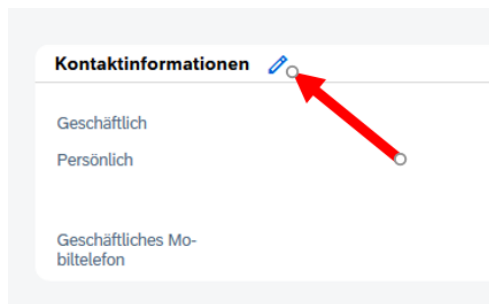 Kontaktinformationen
Geschäftlich
Persönlich
Geschäftliches Mo-
biltelefon